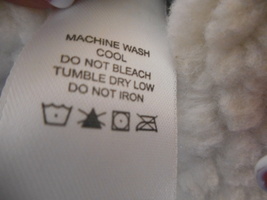 MACHINE WASH
COOL
DO NOT BLEACH
TUMBLE DRY LOW
DO NOT IRON